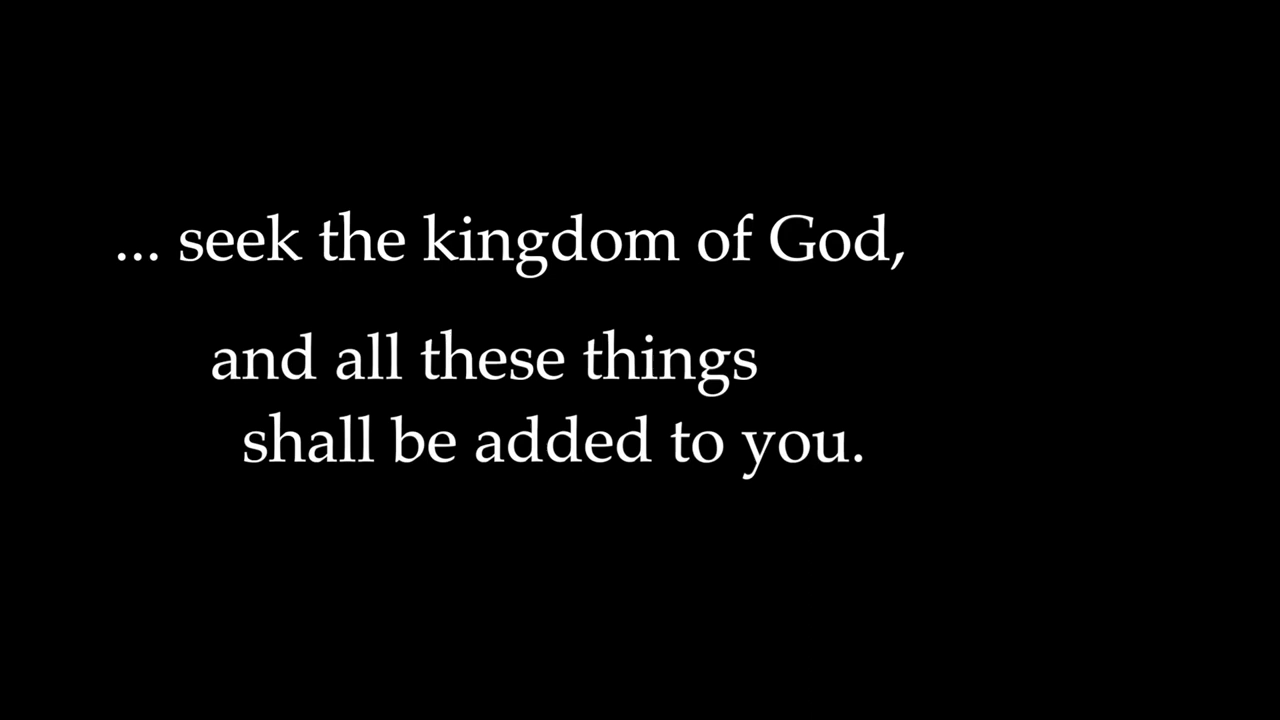 ... seek the kingdom of God,
and all these things
shall be added to you.